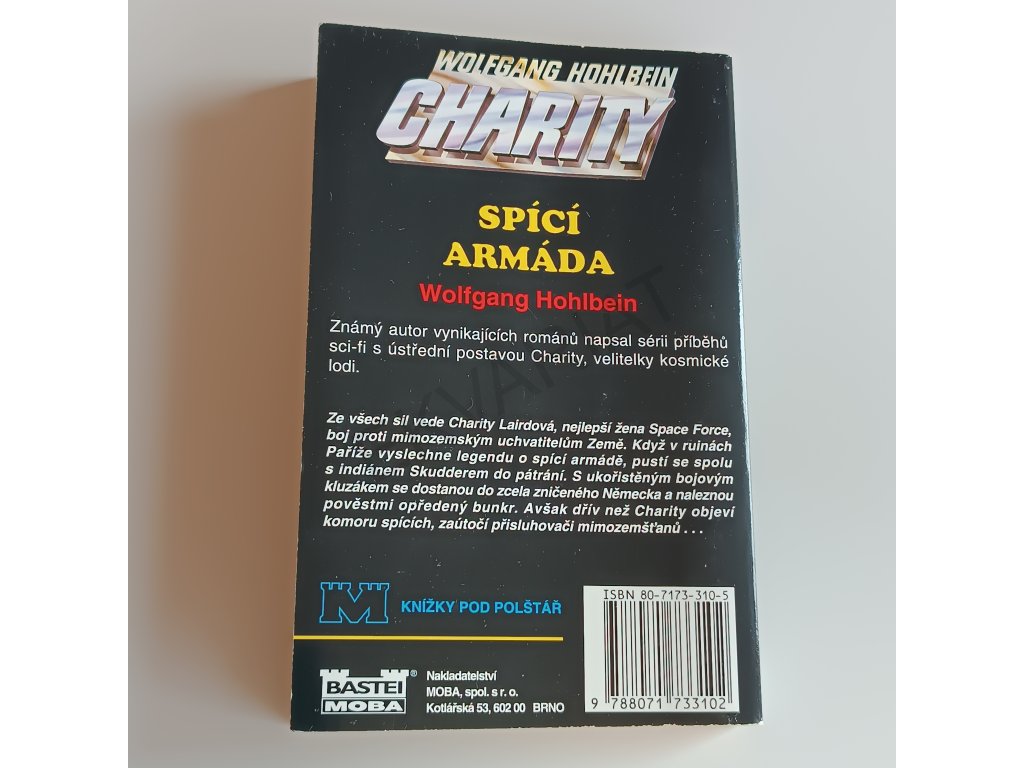 WOLFGANG HOHLBEIN
CHARITY
SPÍCÍ
ARMÁDA
Wolfgang Hohlbein
Známý autor vynikajících románů napsal sérii příběhů
sci-fi s ústřední postavou Charity, velitelky kosmické
lodi.
Ze všech sil vede Charity Lairdová, nejlepší žena Space Force,
boj proti mimozemským uchvatitelům Země. Když v ruinách
Paříže vyslechne legendu o spící armádě, pustí se spolu
s indiánem Skudderem do pátrání. S ukořistěným bojovým
kluzákem se dostanou do zcela zničeného Německa a naleznou
pověstmi opředený bunkr. Avšak dřív než Charity objeví
komoru spících, zaútočí přisluhovači mimozemšťanů . . .
M KNÍŽKY POD POLŠTÁŘ
ISBN 80-7173-310-5
9 788071 733102
BASTEI
MOBA
®
Nakladatelství
MOBA, spol. s r. o.
Kotlářská 53, 602 00 BRNO